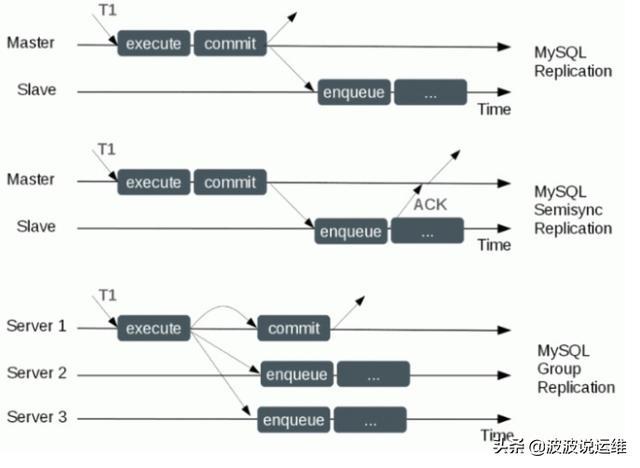 T1
Master execute commit
MySQL
Replication
Slave enqueue ...
Time
T1
Master execute commit
MySQL
Semisync
Replication
ACK
Slave enqueue ...
Time
T1
Server 1 execute commit
MySQL
Group
Replication
Server 2 enqueue ...
Server 3 enqueue ...
Time
头条 @波波说运维